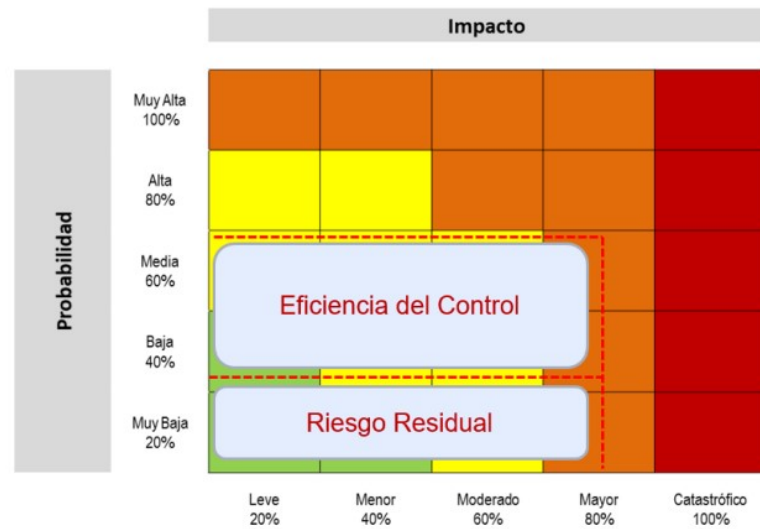 Impacto
Probabilidad
Muy Alta
100%
Alta
80%
Media
60%
Baja
40%
Muy Baja
20%
Eficiencia del Control
Riesgo Residual
Leve
20%
Menor
40%
Moderado
60%
Mayor
80%
Catastrófico
100%